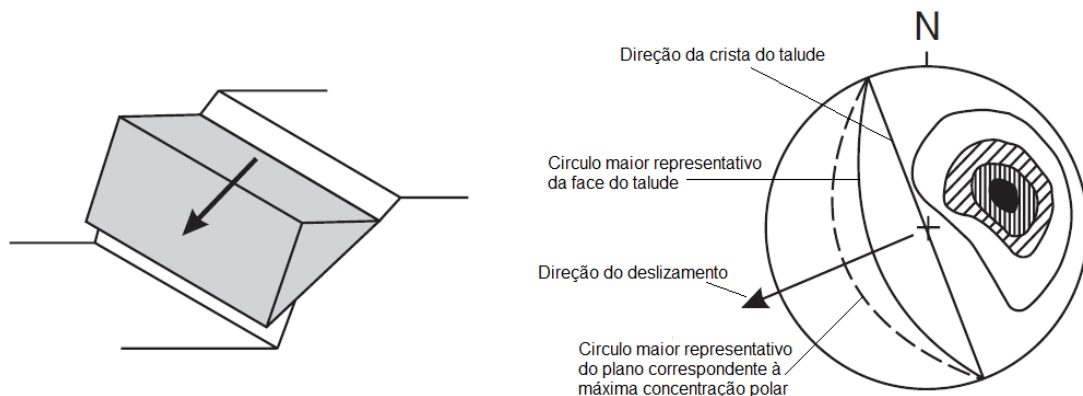 N
Direção da crista do talude
Circulo maior representativo
da face do talude
Direção do deslizamento
Circulo maior representativo
do plano correspondente à
máxima concentração polar